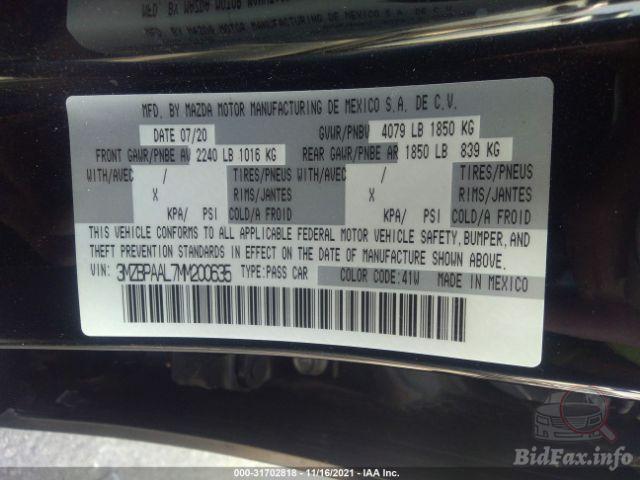 MFD. BY MAZDA MOTOR MANUFACTURING DE MEXICO S.A. DE C.V.
DATE 07/20 GVWR/PNBV 4079 LB 1850 KG
FRONT GAWR/PNBE AV 2240 LB 1016 KG REAR GAWR/PNBE AR 1850 LB 839 KG
WITH/AVEC / TIRES/PNEUS WITH/AVEC / TIRES/PNEUS
X RIMS/JANTES X RIMS/JANTES
KPA/ PSI COLD/A FROID KPA/ PSI COLD/A FROID
THIS VEHICLE CONFORMS TO ALL APPLICABLE FEDERAL MOTOR VEHICLE SAFETY, BUMPER, AND
THEFT PREVENTION STANDARDS IN EFFECT ON THE DATE OF MANUFACTURE SHOWN ABOVE.
VIN: 3MZBPAAL7MM200635 TYPE:PASS CAR COLOR CODE:41W MADE IN MEXICO
BidFax.info
000-31702818 - 11/16/2021 - IAA Inc.